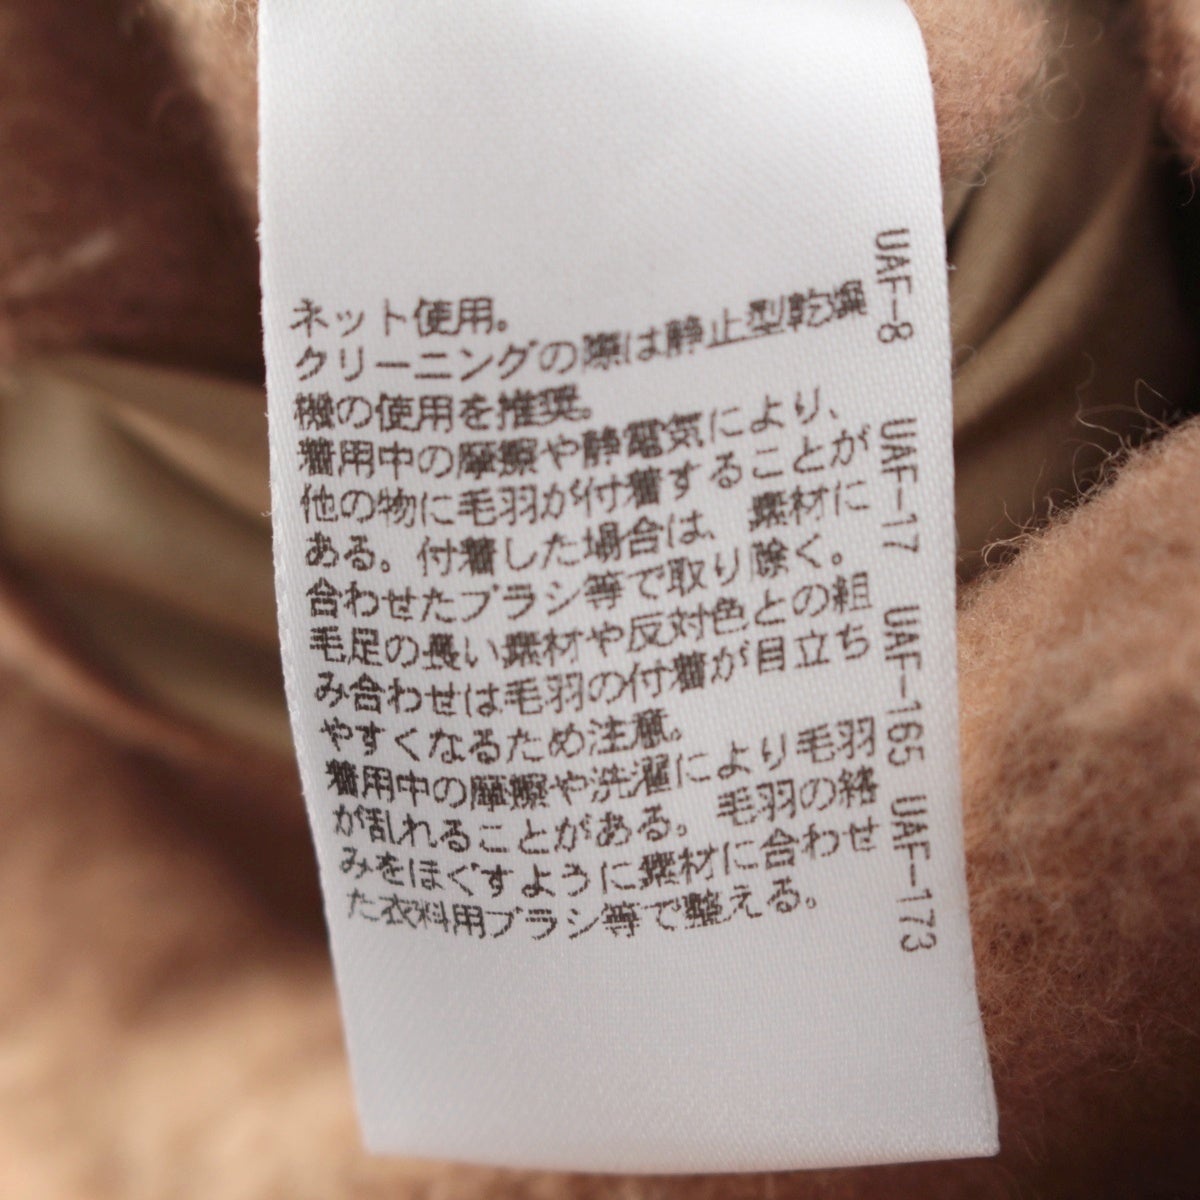 ネット使用。
クリーニングの際は静止型乾燥
機の使用を推奨。
着用中の摩擦や静電気により、
他の物に毛羽が付着することが
ある。付着した場合は、素材に
合わせたブラシ等で取り除く。
毛足の長い素材や反対色との組
み合わせは毛羽の付着が目立ち
やすくなるため注意。
着用中の摩擦や洗濯により毛羽
が乱れることがある。毛羽の絡
みをほぐすように素材に合わせ
た衣料用ブラシ等で整える。
UAF-8 UAF-17 UAF-165 UAF-173